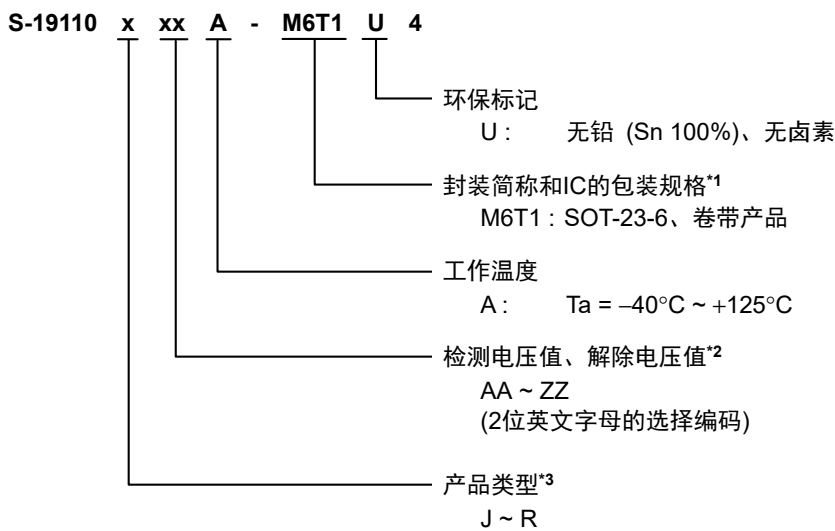 S-19110 x xx A - M6T1 U 4
环保标记
U : 无铅 (Sn 100%)、无卤素
封装简称和IC的包装规格*1
M6T1 : SOT-23-6、卷带产品
工作温度
A : Ta = −40°C ~ +125°C
检测电压值、解除电压值*2
AA ~ ZZ
(2位英文字母的选择编码)
产品类型*3
J ~ R